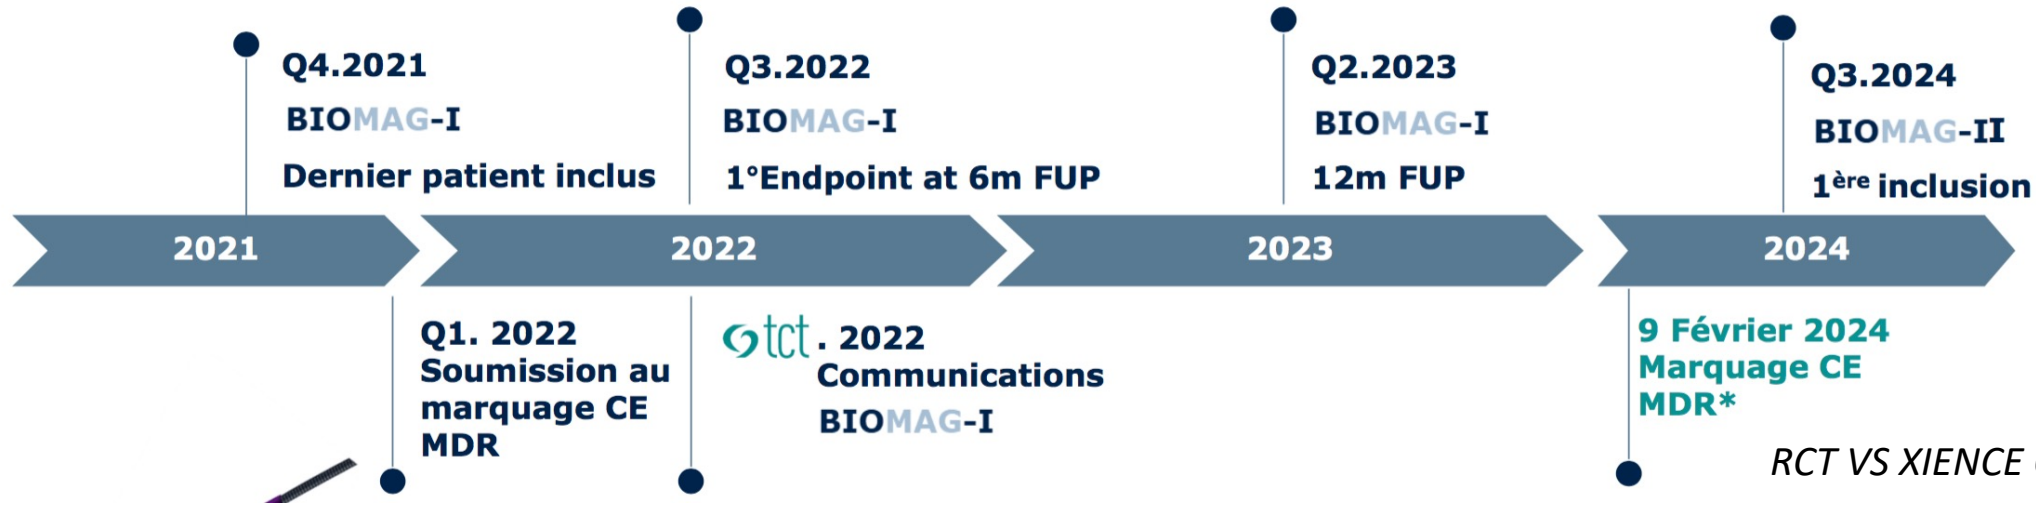 Q4.2021
BIOMAG-I
Dernier patient inclus
Q3.2022
BIOMAG-I
1°Endpoint at 6m FUP
Q2.2023
BIOMAG-I
12m FUP
Q3.2024
BIOMAG-II
1ère inclusion
2021
2022
2023
2024
Q1. 2022
Soumission au
marquage CE
MDR
tct. 2022
Communications
BIOMAG-I
9 Février 2024
Marquage CE
MDR*
RCT VS XIENCE